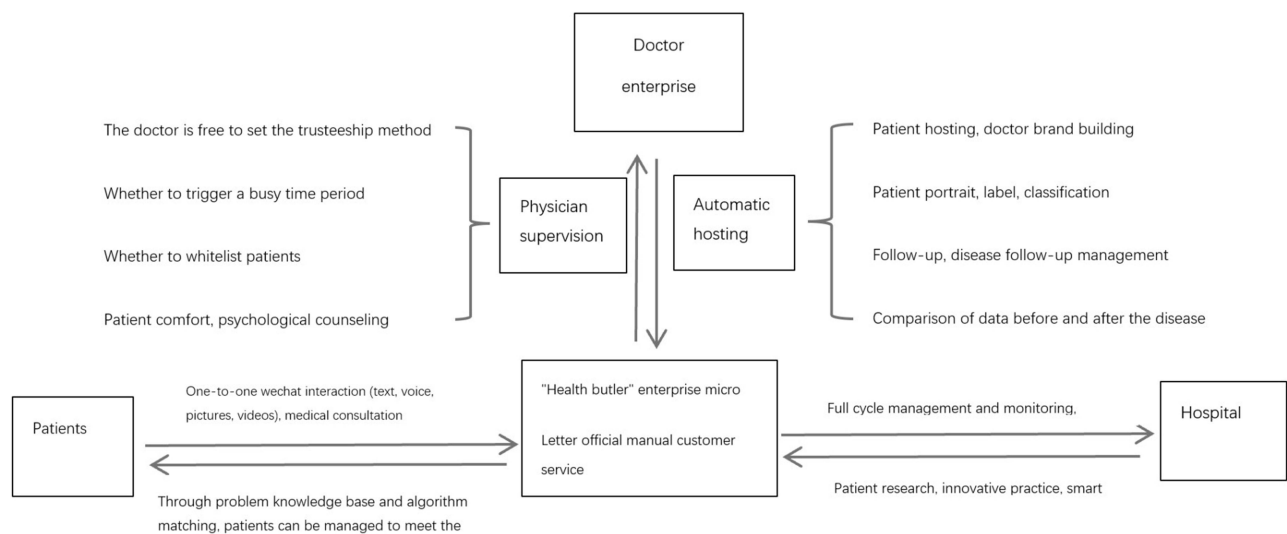 Doctor
enterprise
The doctor is free to set the trusteeship method
Whether to trigger a busy time period
Whether to whitelist patients
Patient comfort, psychological counseling
Physician
supervision
Automatic
hosting
Patient hosting, doctor brand building
Patient portrait, label, classification
Follow-up, disease follow-up management
Comparison of data before and after the disease
Patients
One-to-one wechat interaction (text, voice,
pictures, videos), medical consultation
Through problem knowledge base and algorithm
matching, patients can be managed to meet the
"Health butler" enterprise micro
Letter official manual customer
service
Full cycle management and monitoring,
Patient research, innovative practice, smart
Hospital